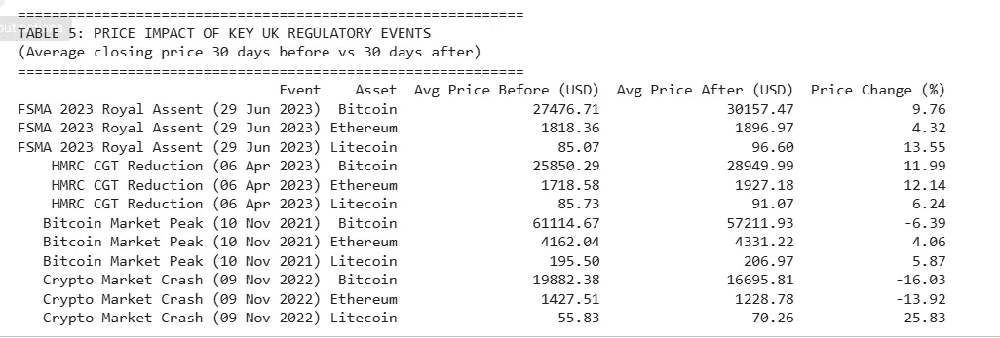 ============================================================
TABLE 5: PRICE IMPACT OF KEY UK REGULATORY EVENTS
(Average closing price 30 days before vs 30 days after)
============================================================
Event Asset Avg Price Before (USD) Avg Price After (USD) Price Change (%)
FSMA 2023 Royal Assent (29 Jun 2023) Bitcoin 27476.71 30157.47 9.76
FSMA 2023 Royal Assent (29 Jun 2023) Ethereum 1818.36 1896.97 4.32
FSMA 2023 Royal Assent (29 Jun 2023) Litecoin 85.07 96.60 13.55
HMRC CGT Reduction (06 Apr 2023) Bitcoin 25850.29 28949.99 11.99
HMRC CGT Reduction (06 Apr 2023) Ethereum 1718.58 1927.18 12.14
HMRC CGT Reduction (06 Apr 2023) Litecoin 85.73 91.07 6.24
Bitcoin Market Peak (10 Nov 2021) Bitcoin 61114.67 57211.93 -6.39
Bitcoin Market Peak (10 Nov 2021) Ethereum 4162.04 4331.22 4.06
Bitcoin Market Peak (10 Nov 2021) Litecoin 195.50 206.97 5.87
Crypto Market Crash (09 Nov 2022) Bitcoin 19882.38 16695.81 -16.03
Crypto Market Crash (09 Nov 2022) Ethereum 1427.51 1228.78 -13.92
Crypto Market Crash (09 Nov 2022) Litecoin 55.83 70.26 25.83